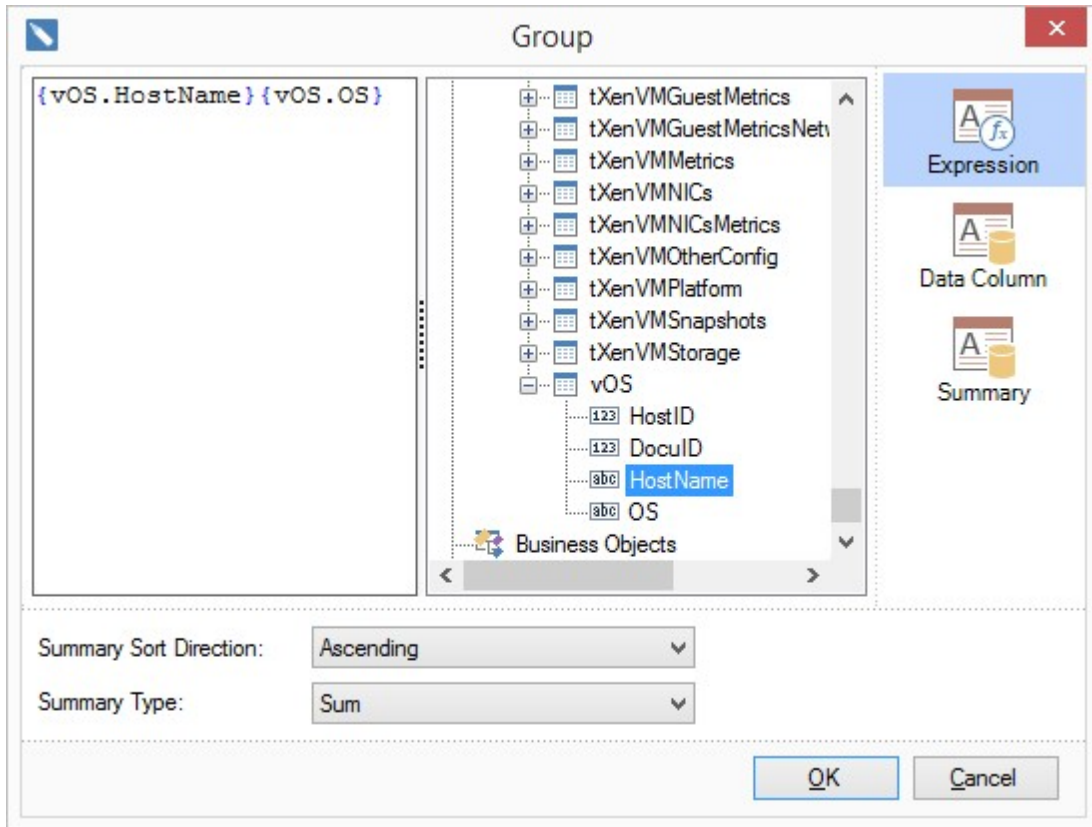 Group
{vOS.HostName}{vOS.OS}
tXenVMGuestMetrics
tXenVMGuestMetricsNetw
tXenVMMetrics
tXenVMNICs
tXenVMNICsMetrics
tXenVMOtherConfig
tXenVMPlatform
tXenVMSnapshots
tXenVMStorage
vOS
123 HostID
123 DocuID
abc HostName
abc OS
Business Objects
Expression
Data Column
Summary
Summary Sort Direction: Ascending
Summary Type: Sum
OK Cancel